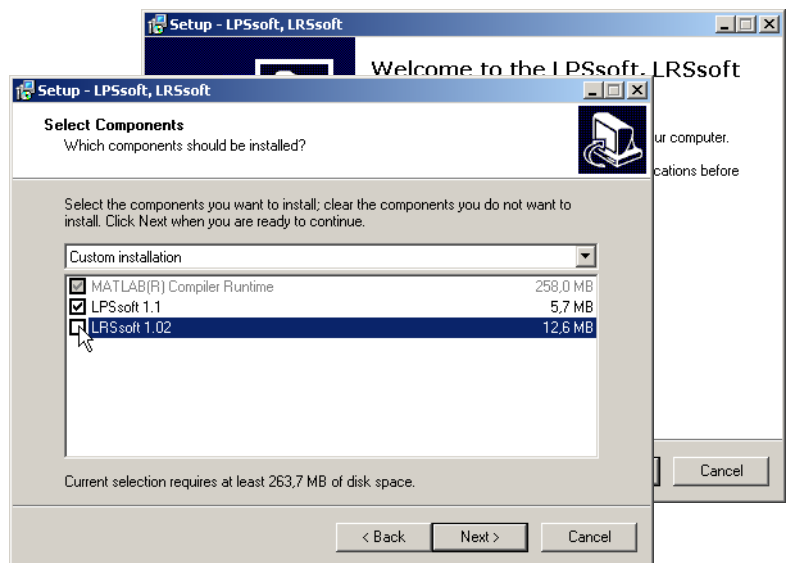 Setup - LPSsoft, LRSsoft
Welcome to the LPSsoft, LRSsoft
ur computer.
cations before
Cancel
Setup - LPSsoft, LRSsoft
Select Components
Which components should be installed?
Select the components you want to install; clear the components you do not want to
install. Click Next when you are ready to continue.
Custom installation
MATLAB(R) Compiler Runtime 258,0 MB
LPSsoft 1.1 5,7 MB
LRSsoft 1.02 12,6 MB
Current selection requires at least 263,7 MB of disk space.
< Back Next > Cancel